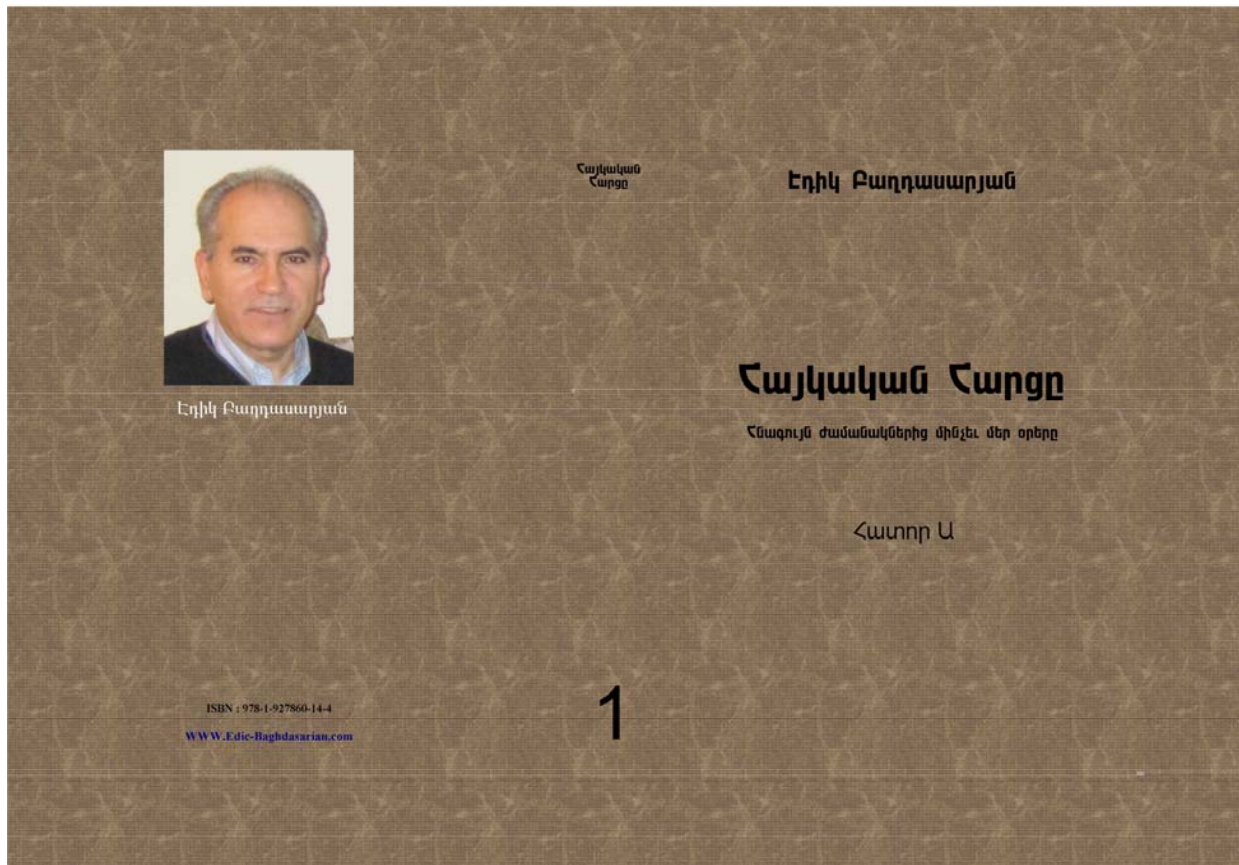 Էդիկ Բաղդասարյան
ISBN : 978-1-927860-14-4
WWW.Edic-Baghdasarian.com
Հայկական
Հարցը
1
Էդիկ Բաղդասարյան
Հայկական Հարցը
Հնագույն ժամանակներից մինչեւ մեր օրերը
Հատոր Ա